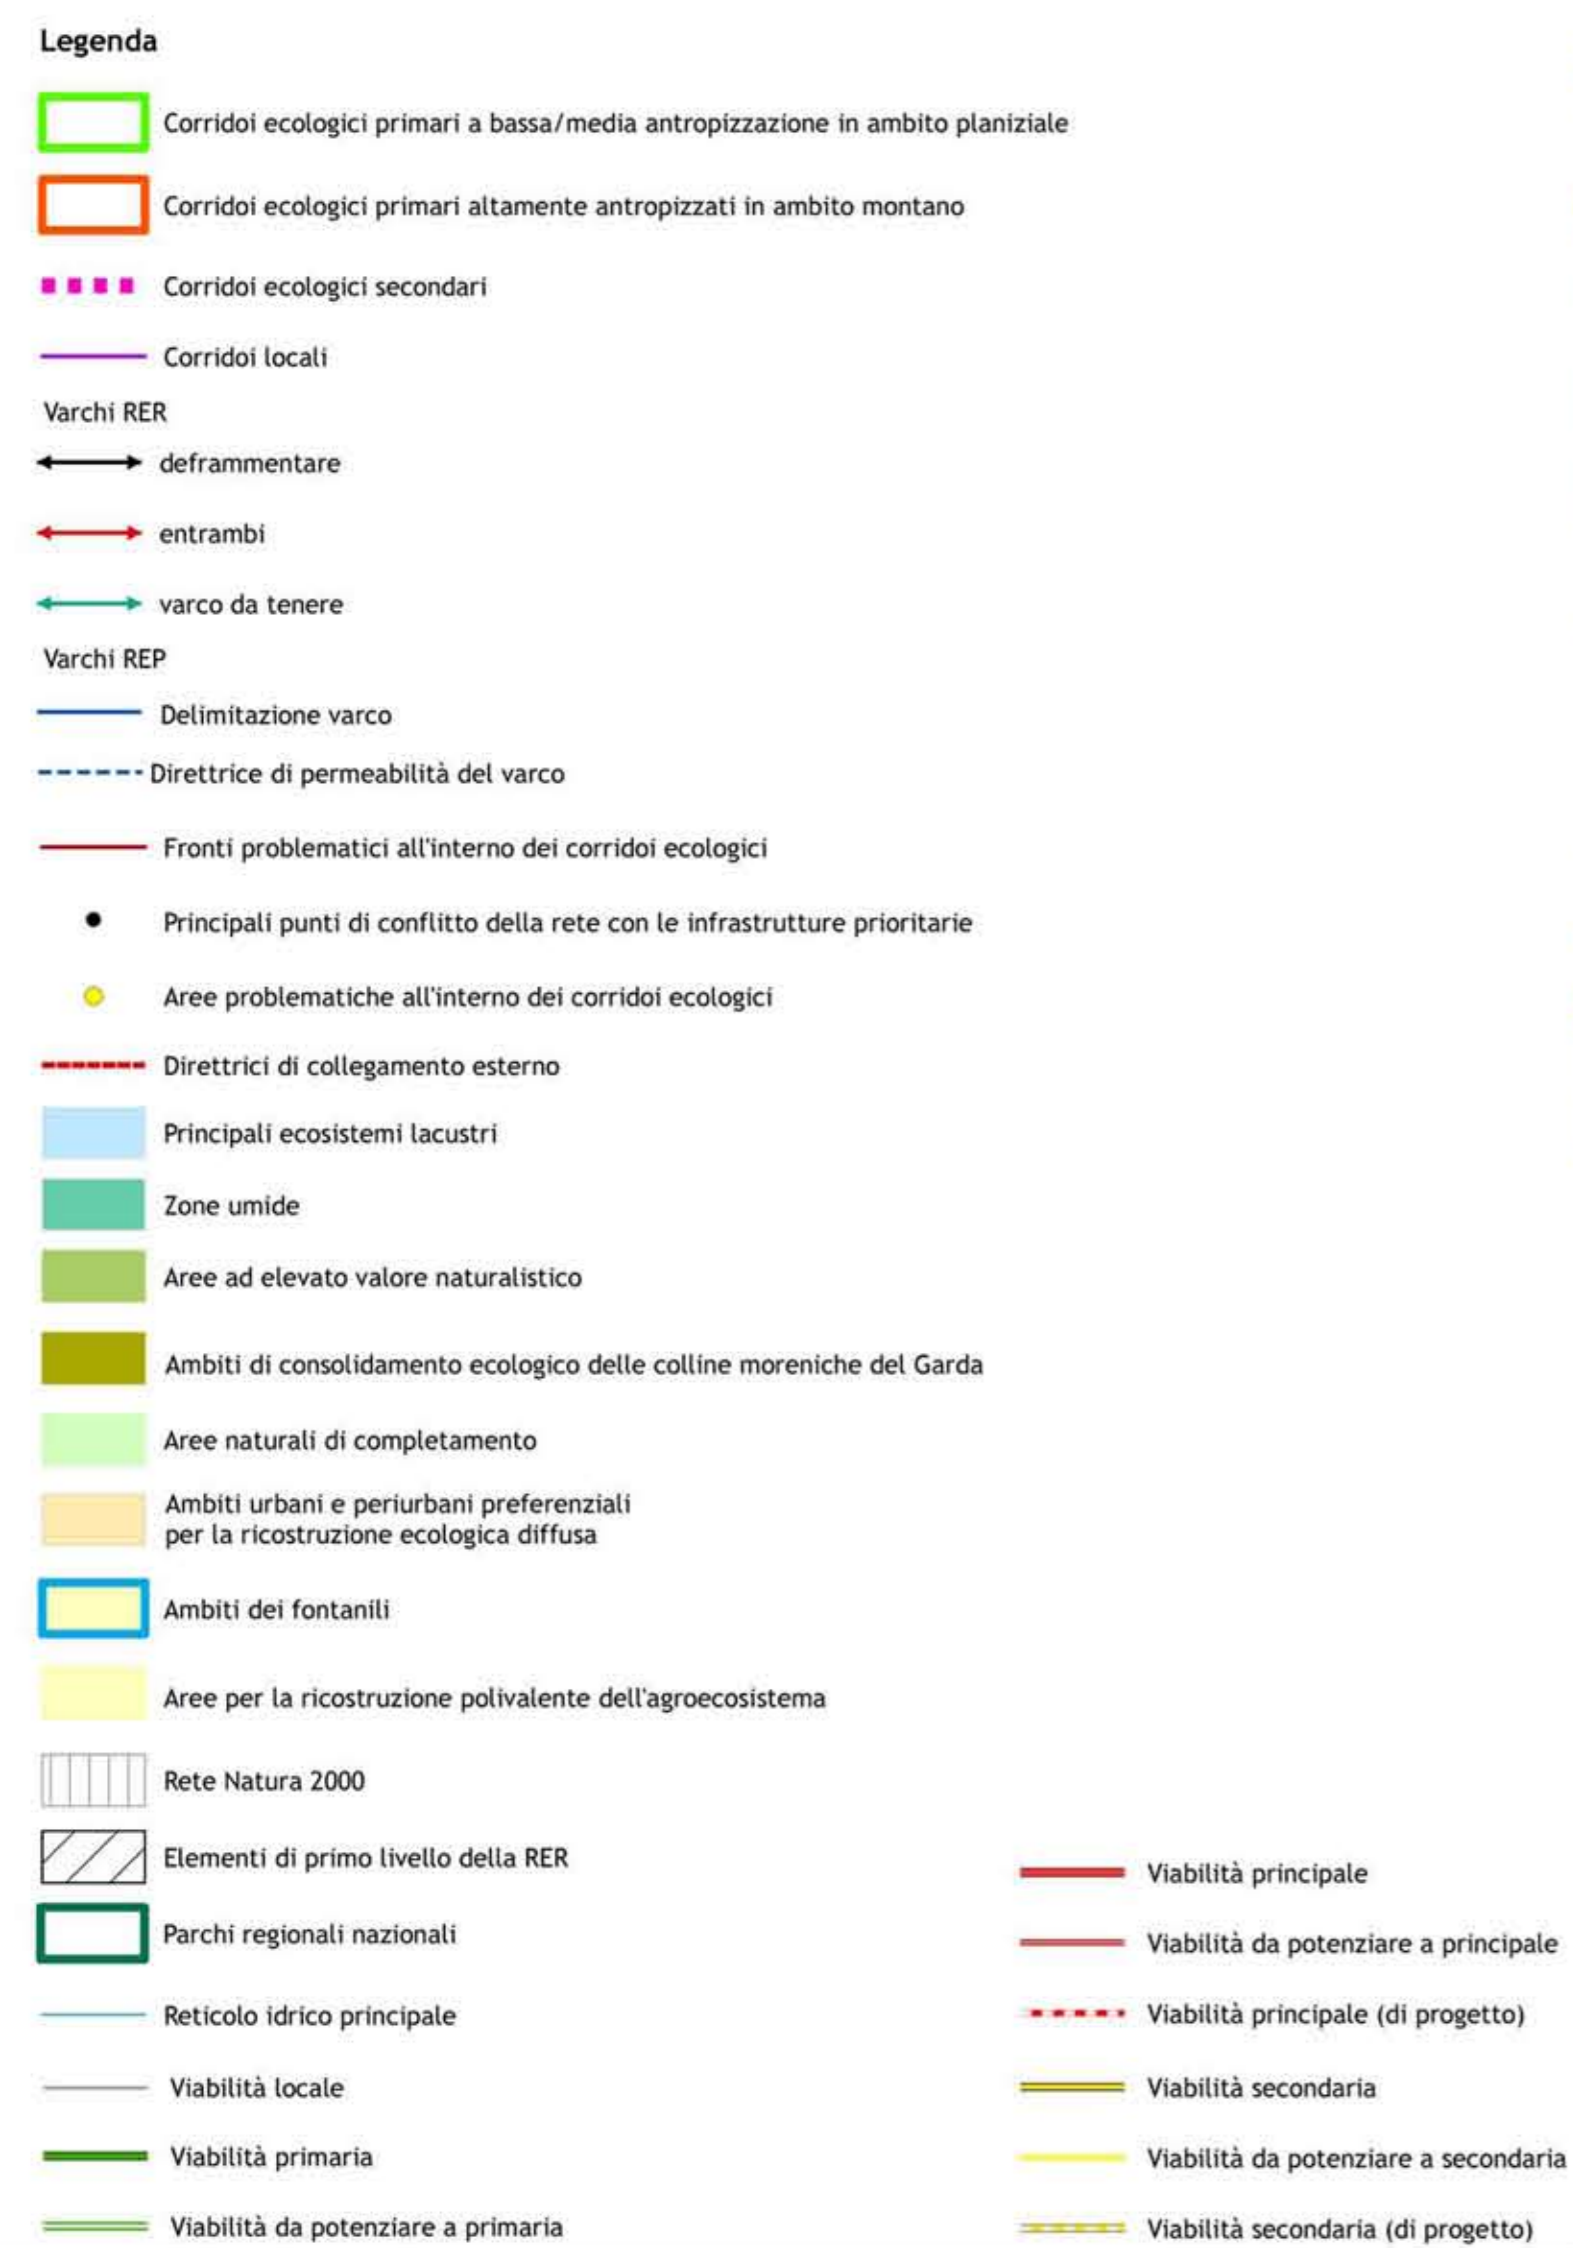 Legenda
Corridoi ecologici primari a bassa/media antropizzazione in ambito planiziale
Corridoi ecologici primari altamente antropizzati in ambito montano
Corridoi ecologici secondari
Corridoi locali
Varchi RER
deframmentare
entrambi
varco da tenere
Varchi REP
Delimitazione varco
Direttrice di permeabilità del varco
Fronti problematici all'interno dei corridoi ecologici
Principali punti di conflitto della rete con le infrastrutture prioritarie
Aree problematiche all'interno dei corridoi ecologici
Direttrici di collegamento esterno
Principali ecosistemi lacustri
Zone umide
Aree ad elevato valore naturalistico
Ambiti di consolidamento ecologico delle colline moreniche del Garda
Aree naturali di completamento
Ambiti urbani e periurbani preferenziali
per la ricostruzione ecologica diffusa
Ambiti dei fontanili
Aree per la ricostruzione polivalente dell'agroecosistema
Rete Natura 2000
Elementi di primo livello della RER
Parchi regionali nazionali
Reticolo idrico principale
Viabilità locale
Viabilità primaria
Viabilità da potenziare a primaria
Viabilità principale
Viabilità da potenziare a principale
Viabilità principale (di progetto)
Viabilità secondaria
Viabilità da potenziare a secondaria
Viabilità secondaria (di progetto)